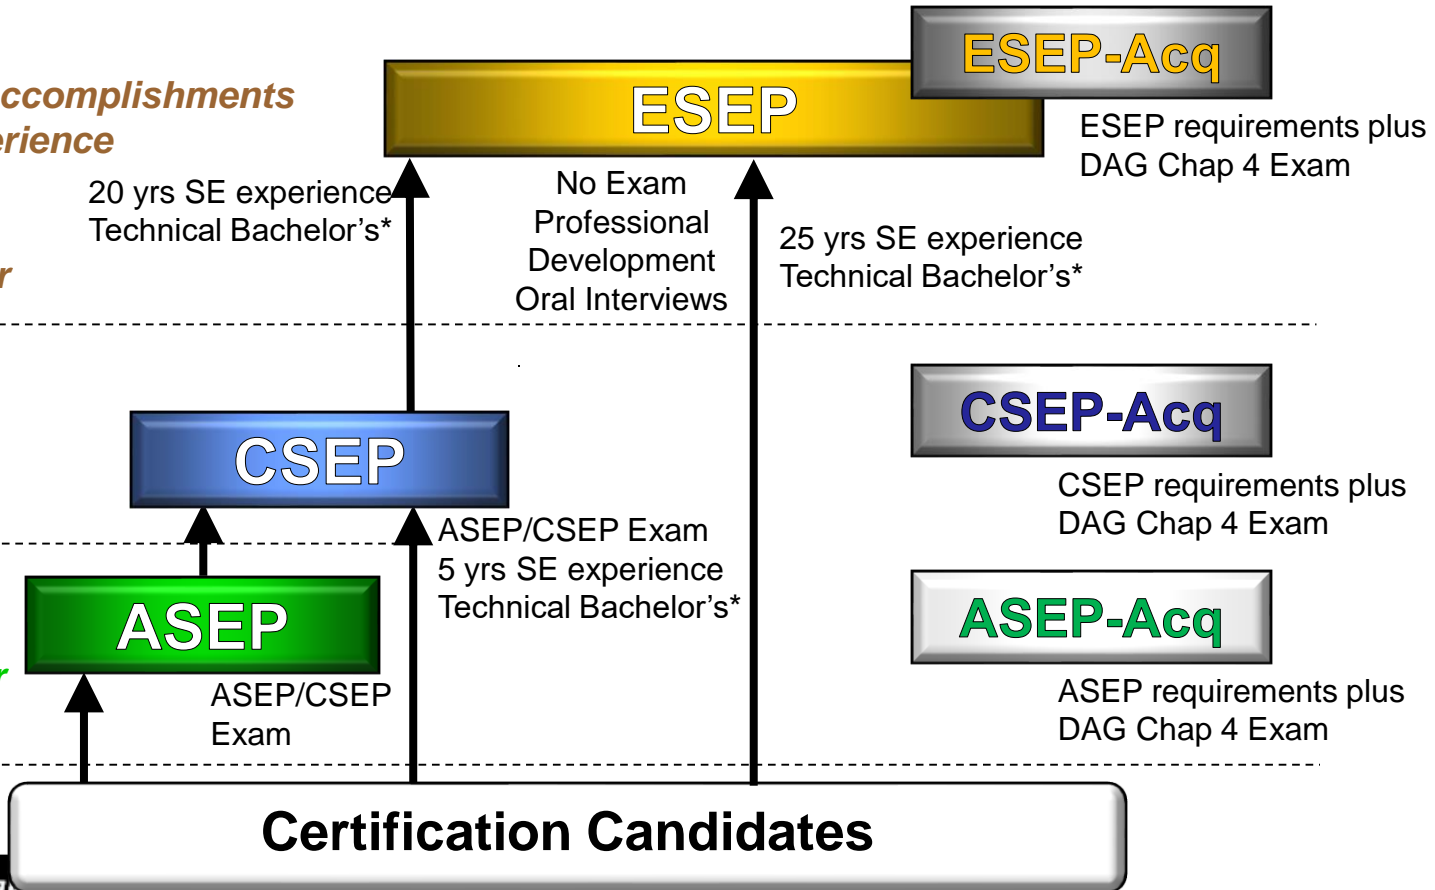 ESEP-Acq
ESEP
ccomplishments
erience
ESEP requirements plus
DAG Chap 4 Exam
20 yrs SE experience
Technical Bachelor's*
No Exam
Professional
Development
Oral Interviews
25 yrs SE experience
Technical Bachelor's*
r
CSEP-Acq
CSEP
CSEP requirements plus
DAG Chap 4 Exam
ASEP/CSEP Exam
5 yrs SE experience
Technical Bachelor's*
ASEP-Acq
ASEP
r
ASEP/CSEP
Exam
ASEP requirements plus
DAG Chap 4 Exam
Certification Candidates